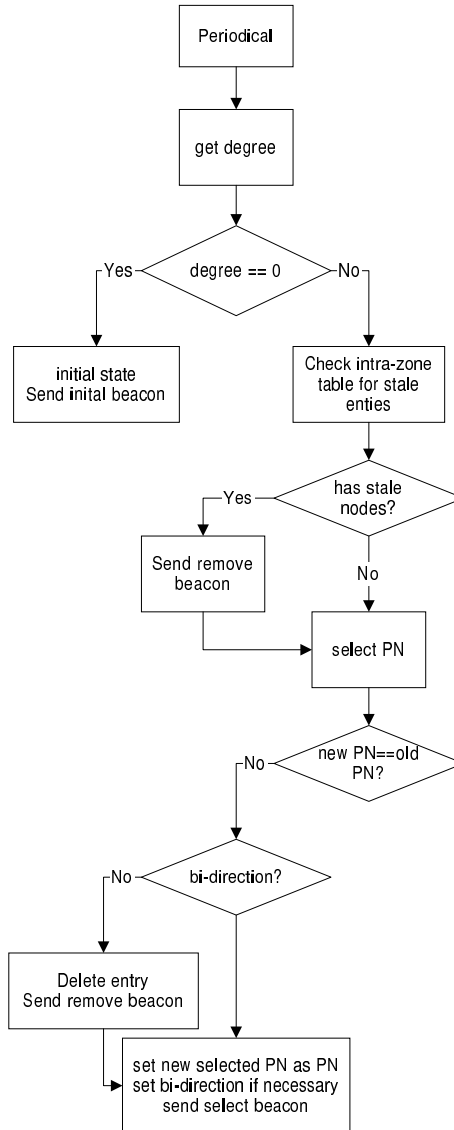 Periodical
get degree
degree == 0
Yes
No
initial state
Send inital beacon
Check intra-zone
table for stale
enties
has stale
nodes?
Yes
No
Send remove
beacon
select PN
new PN==old
PN?
No
bi-direction?
No
Delete entry
Send remove beacon
set new selected PN as PN
set bi-direction if necessary
send select beacon